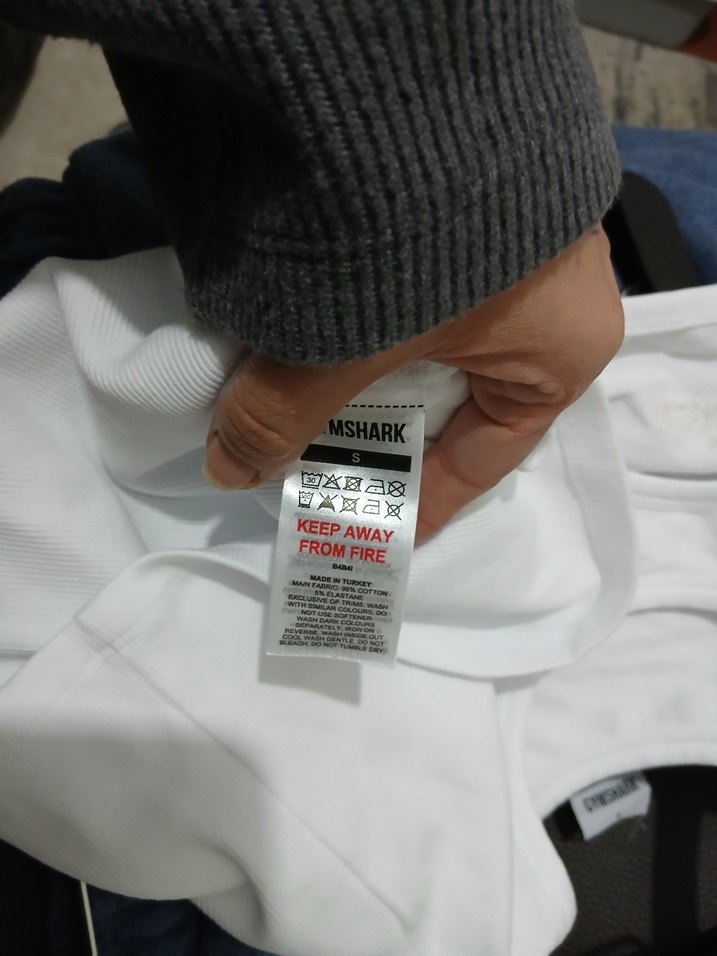 MSHARK
S
30
KEEP AWAY
FROM FIRE
B4B4I
MADE IN TURKEY
MAIN FABRIC: 95% COTTON
5% ELASTANE
EXCLUSIVE OF TRIMS; WASH
WITH SIMILAR COLOURS, DO
NOT USE SOFTENER
WASH DARK COLOURS
SEPARATELY, IRON ON
REVERSE, WASH INSIDE OUT
COOL WASH GENTLE, DO NOT
BLEACH, DO NOT TUMBLE DRY,
GYMSHARK